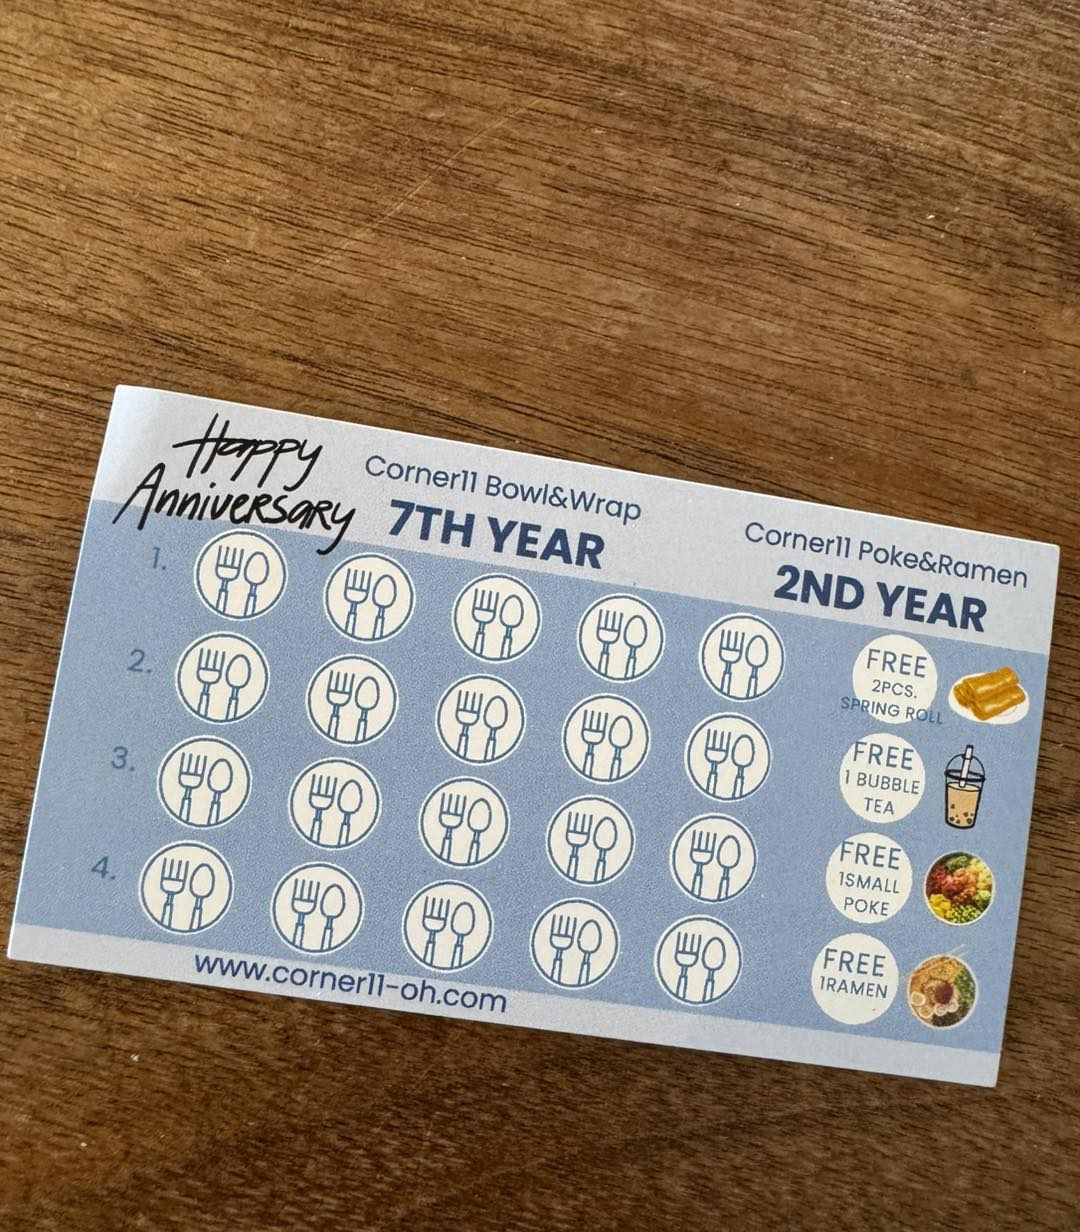 Happy
Anniversary
Corner11 Bowl&Wrap
7TH YEAR
Corner11 Poke&Ramen
2ND YEAR
1.
FREE
2PCS.
SPRING ROLL
2.
FREE
1 BUBBLE
TEA
3.
FREE
1SMALL
POKE
4.
FREE
1RAMEN
www.corner11-oh.com